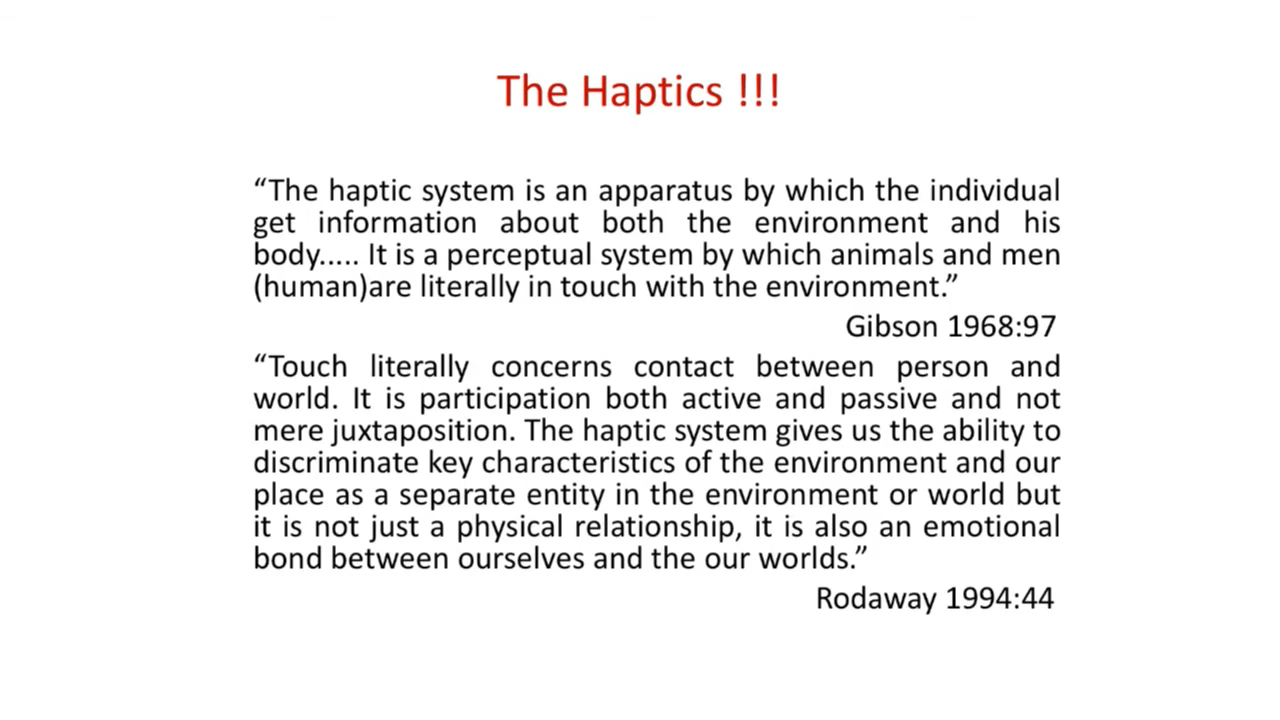 The Haptics !!!
“The haptic system is an apparatus by which the individual
get information about both the environment and his
body..... It is a perceptual system by which animals and men
(human)are literally in touch with the environment.”
Gibson 1968:97
“Touch literally concerns contact between person and
world. It is participation both active and passive and not
mere juxtaposition. The haptic system gives us the ability to
discriminate key characteristics of the environment and our
place as a separate entity in the environment or world but
it is not just a physical relationship, it is also an emotional
bond between ourselves and the our worlds.”
Rodaway 1994:44